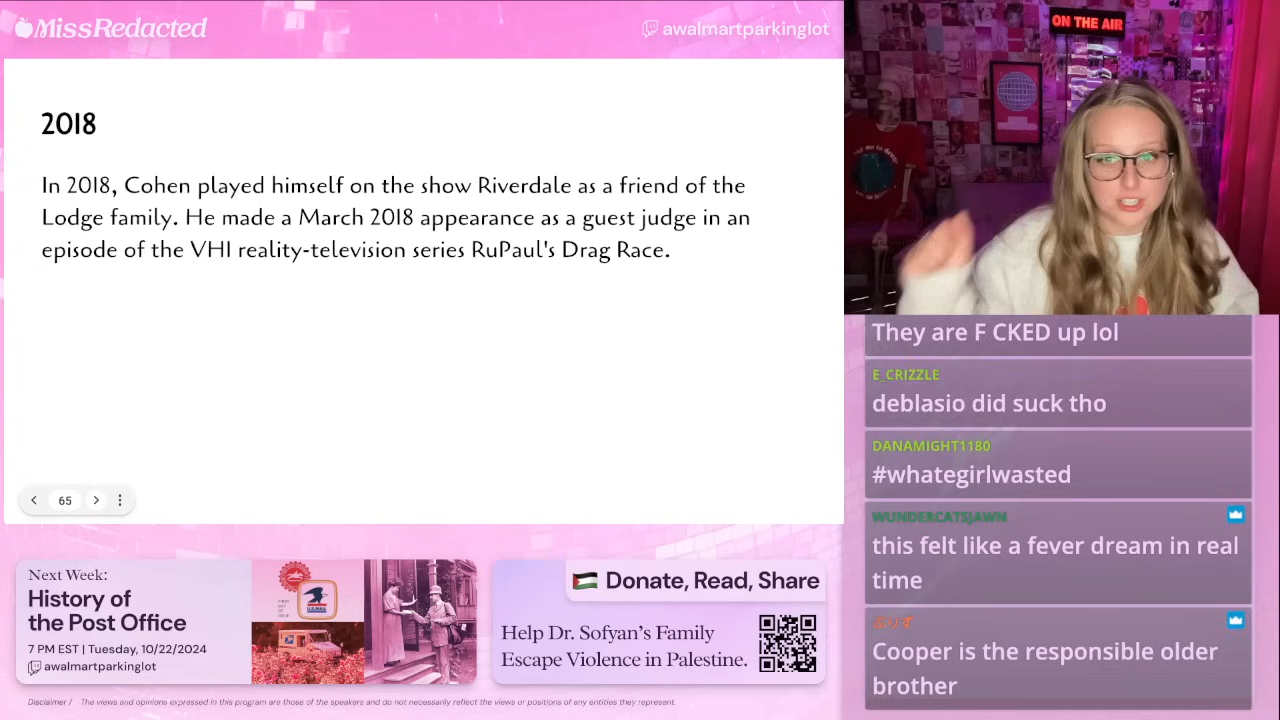 MissRedacted
awalmartparkinglot
2018
In 2018, Cohen played himself on the show Riverdale as a friend of the
Lodge family. He made a March 2018 appearance as a guest judge in an
episode of the VH1 reality-television series RuPaul's Drag Race.
65
Next Week:
History of
the Post Office
7 PM EST | Tuesday, 10/22/2024
awalmartparkinglot
FIRST
DAY OF
ISSUE
U.S.MAIL
Donate, Read, Share
Help Dr. Sofyan's Family
Escape Violence in Palestine.
Disclaimer / The views and opinions expressed in this program are those of the speakers and do not necessarily reflect the views or positions of any entities they represent.
ON THE AIR
They are F CKED up lol
E_CRIZZLE
deblasio did suck tho
DANAMIGHT1180
#whategirlwasted
WUNDERCATSJAWN
this felt like a fever dream in real
time
Cooper is the responsible older
brother